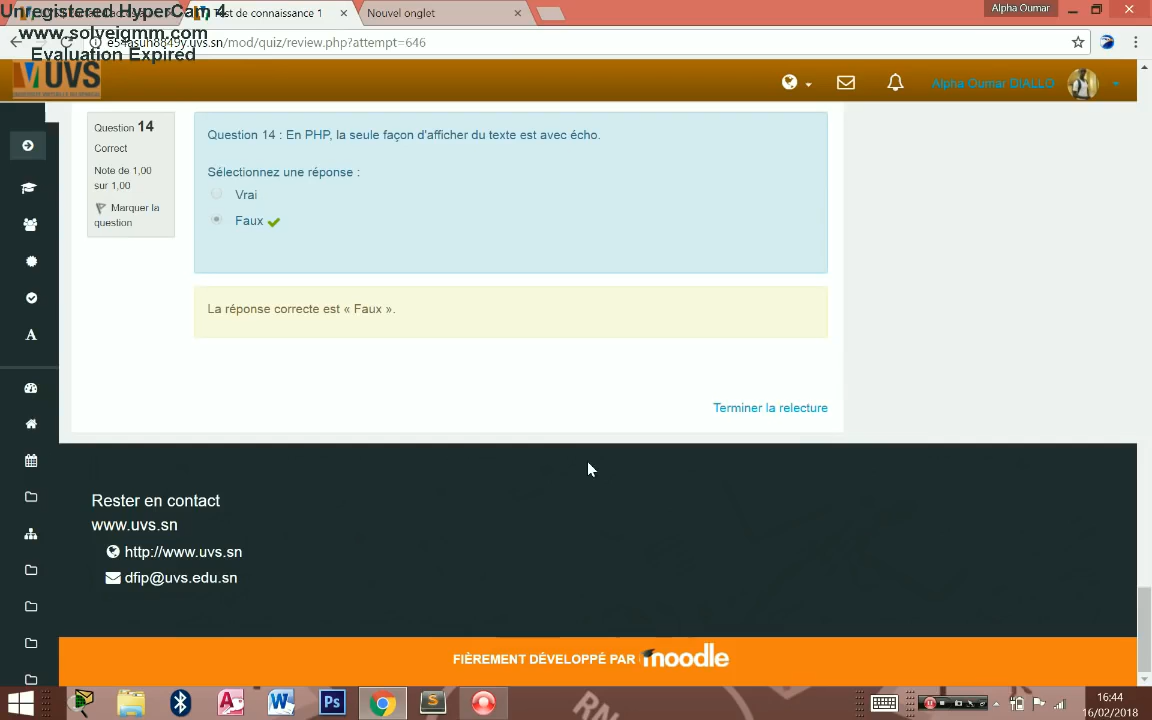 Unregistered HyperCam 4
www.solveigmm.com
Evaluation Expired
Test de connaissance 1
Nouvel onglet
Alpha Oumar
e54asuh8849y.uvs.sn/mod/quiz/review.php?attempt=646
UVS
Alpha Oumar DIALLO
Question 14
Correct
Note de 1,00
sur 1,00
Marquer la
question
Question 14 : En PHP, la seule façon d'afficher du texte est avec écho.
Sélectionnez une réponse :
Vrai
Faux
La réponse correcte est « Faux ».
Terminer la relecture
Rester en contact
www.uvs.sn
http://www.uvs.sn
dfip@uvs.edu.sn
FIÈREMENT DÉVELOPPÉ PAR moodle
16:44
16/02/2018